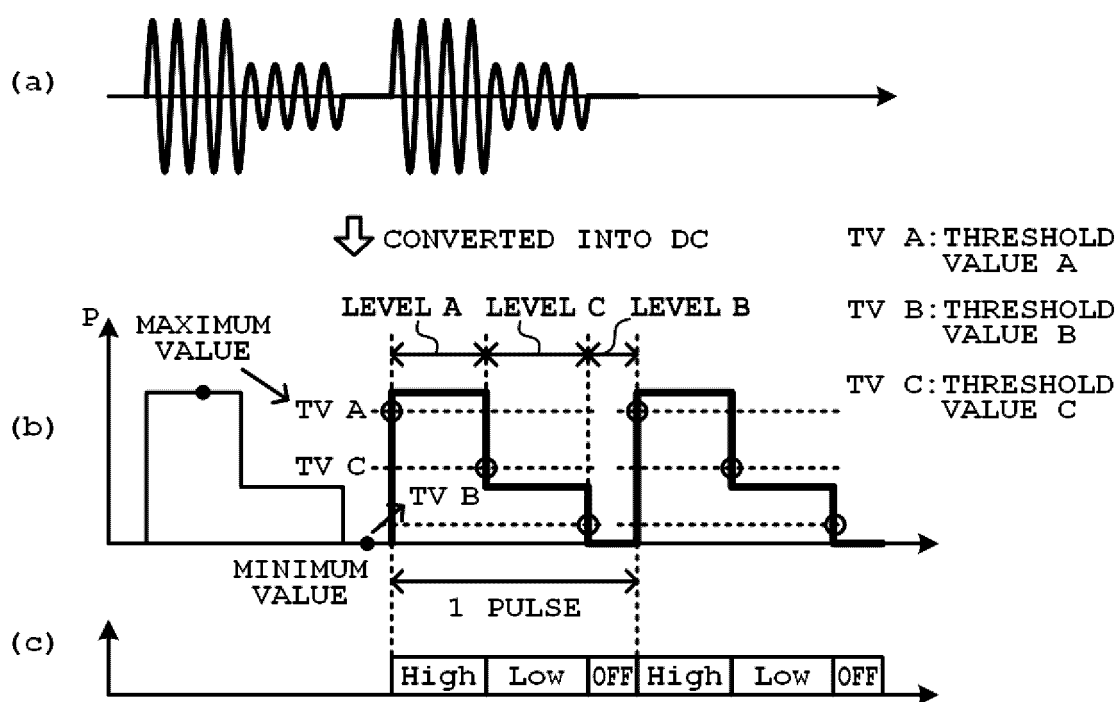 (a)
CONVERTED INTO DC
TV A:THRESHOLD
VALUE A
TV B:THRESHOLD
VALUE B
TV C:THRESHOLD
VALUE C
LEVEL A
LEVEL C
LEVEL B
P
MAXIMUM
VALUE
(b)
TV A
TV C
TV B
MINIMUM
VALUE
1 PULSE
(c)
High
Low
OFF
High
Low
OFF